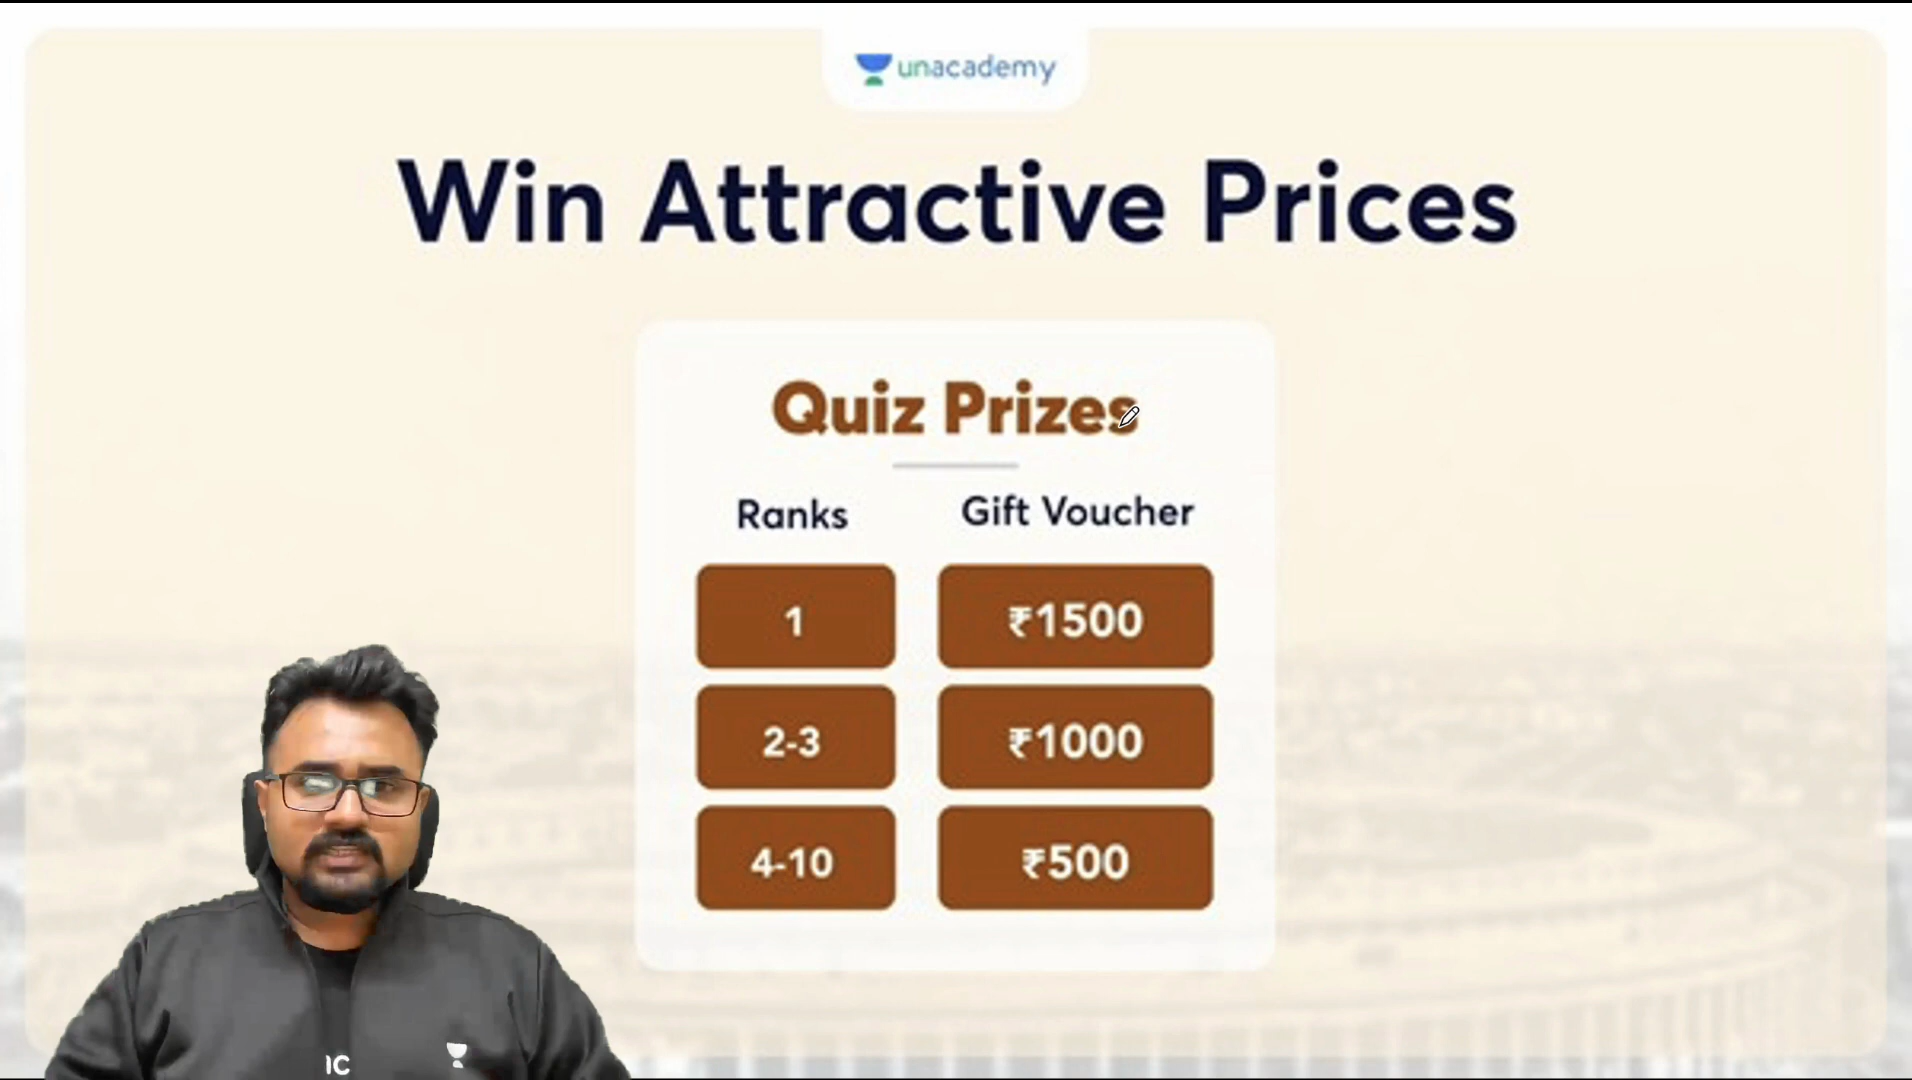 unacademy
Win Attractive Prices
Quiz Prizes
Ranks Gift Voucher
1 ₹1500
2-3 ₹1000
4-10 ₹500